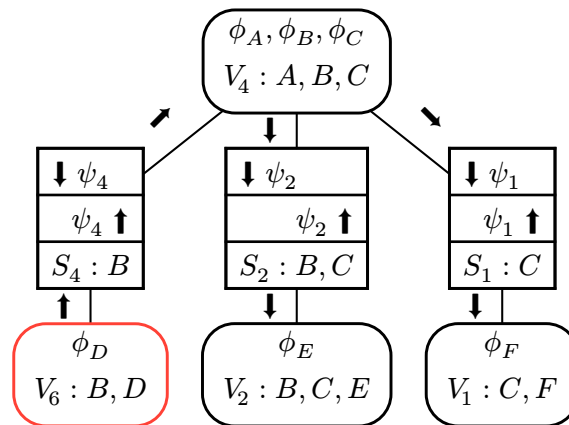 ϕ_A, ϕ_B, ϕ_C
V_4 : A, B, C
ψ_4
ψ_4
S_4 : B
ψ_2
ψ_2
S_2 : B, C
ψ_1
ψ_1
S_1 : C
ϕ_D
V_6 : B, D
ϕ_E
V_2 : B, C, E
ϕ_F
V_1 : C, F